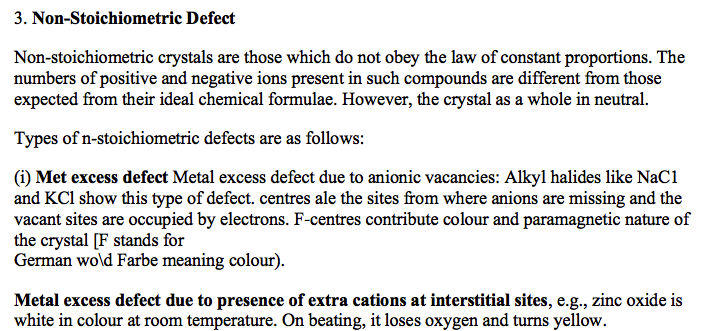 3. Non-Stoichiometric Defect
Non-stoichiometric crystals are those which do not obey the law of constant proportions. The
numbers of positive and negative ions present in such compounds are different from those
expected from their ideal chemical formulae. However, the crystal as a whole in neutral.
Types of n-stoichiometric defects are as follows:
(i) Met excess defect Metal excess defect due to anionic vacancies: Alkyl halides like NaC1
and KCl show this type of defect. centres ale the sites from where anions are missing and the
vacant sites are occupied by electrons. F-centres contribute colour and paramagnetic nature of
the crystal [F stands for
German wo\d Farbe meaning colour).
Metal excess defect due to presence of extra cations at interstitial sites, e.g., zinc oxide is
white in colour at room temperature. On beating, it loses oxygen and turns yellow.